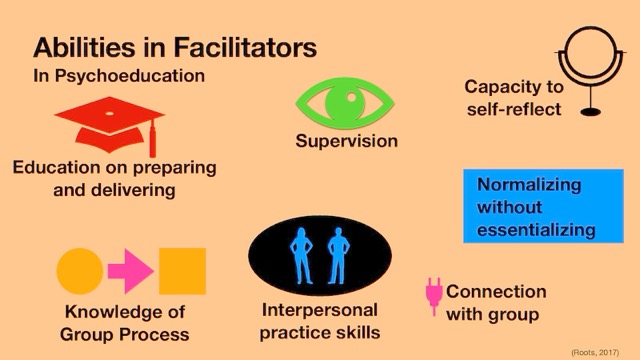 Abilities in Facilitators
In Psychoeducation
Capacity to
self-reflect
Supervision
Education on preparing
and delivering
Normalizing
without
essentializing
Knowledge of
Group Process
Interpersonal
practice skills
Connection
with group
(Roots, 2017)